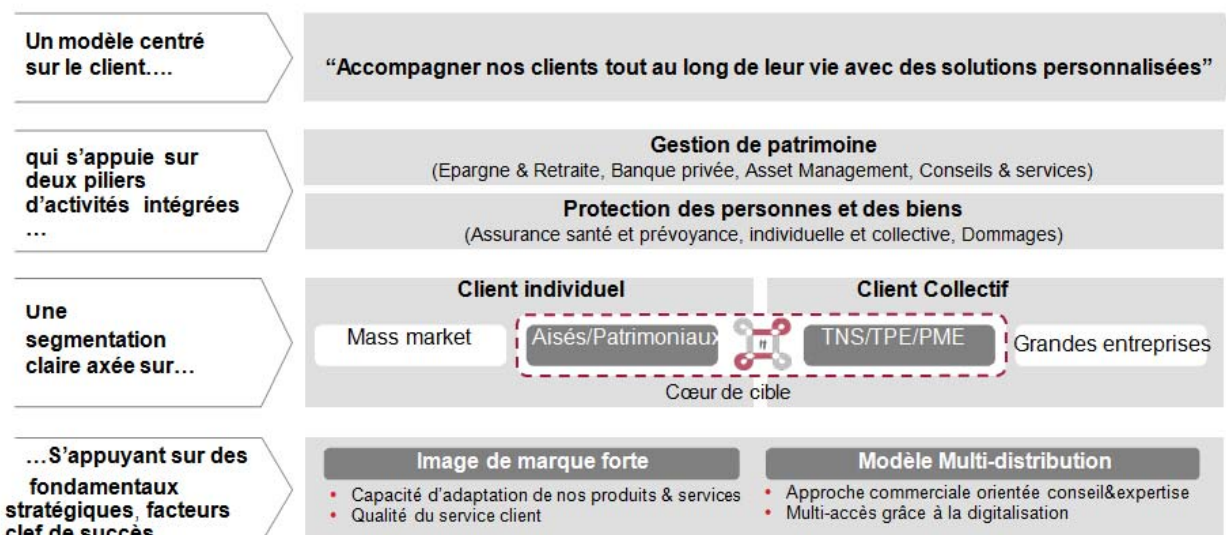 Un modèle centré
sur le client….
“Accompagner nos clients tout au long de leur vie avec des solutions personnalisées”
qui s’appuie sur
deux piliers
d’activités intégrées
…
Gestion de patrimoine
(Epargne & Retraite, Banque privée, Asset Management, Conseils & services)
Protection des personnes et des biens
(Assurance santé et prévoyance, individuelle et collective, Dommages)
Une
segmentation
claire axée sur…
Client individuel
Client Collectif
Mass market
Aisés/Patrimoniaux
TNS/TPE/PME
Grandes entreprises
Cœur de cible
…S’appuyant sur des
fondamentaux
stratégiques, facteurs
clef de succès
Image de marque forte
• Capacité d’adaptation de nos produits & services
• Qualité du service client
Modèle Multi-distribution
• Approche commerciale orientée conseil&expertise
• Multi-accès grâce à la digitalisation